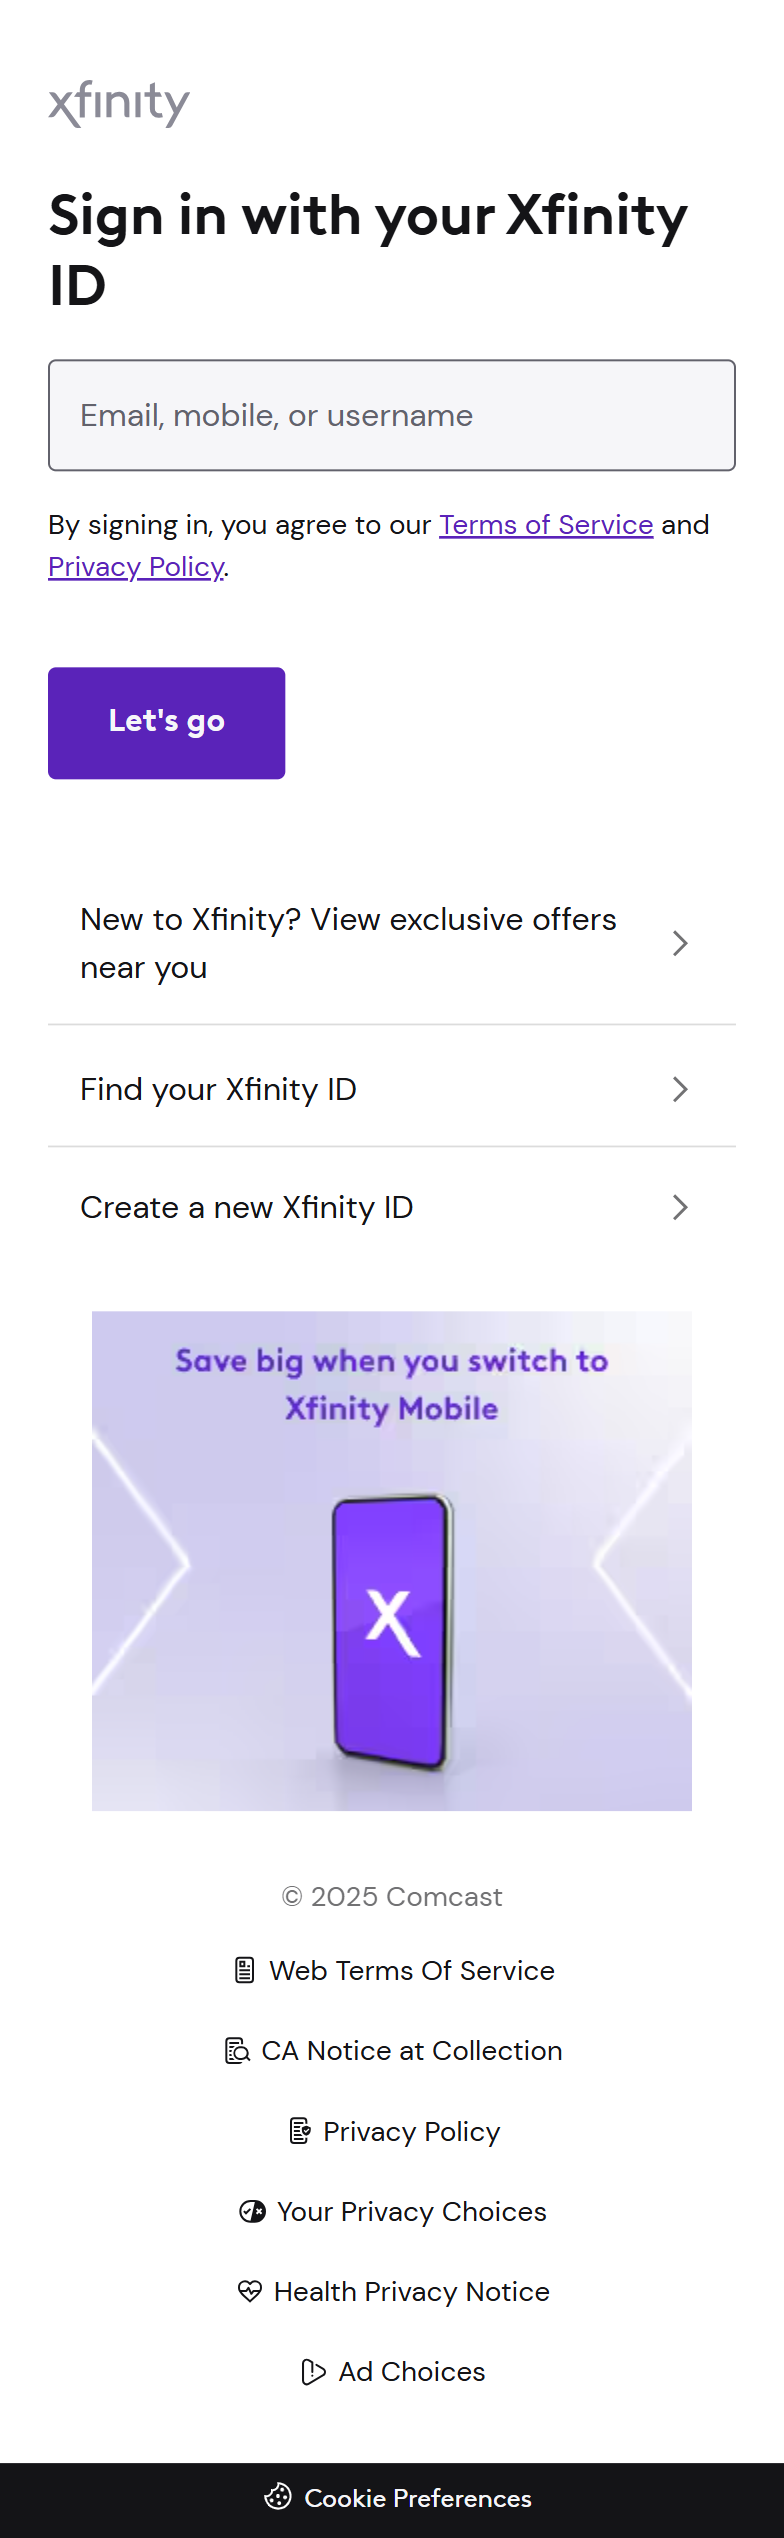 xfinity
Sign in with your Xfinity
ID
Email, mobile, or username
By signing in, you agree to our Terms of Service and
Privacy Policy.
Let's go
New to Xfinity? View exclusive offers
near you
Find your Xfinity ID
Create a new Xfinity ID
Save big when you switch to
Xfinity Mobile
X
© 2025 Comcast
Web Terms Of Service
CA Notice at Collection
Privacy Policy
Your Privacy Choices
Health Privacy Notice
Ad Choices
Cookie Preferences